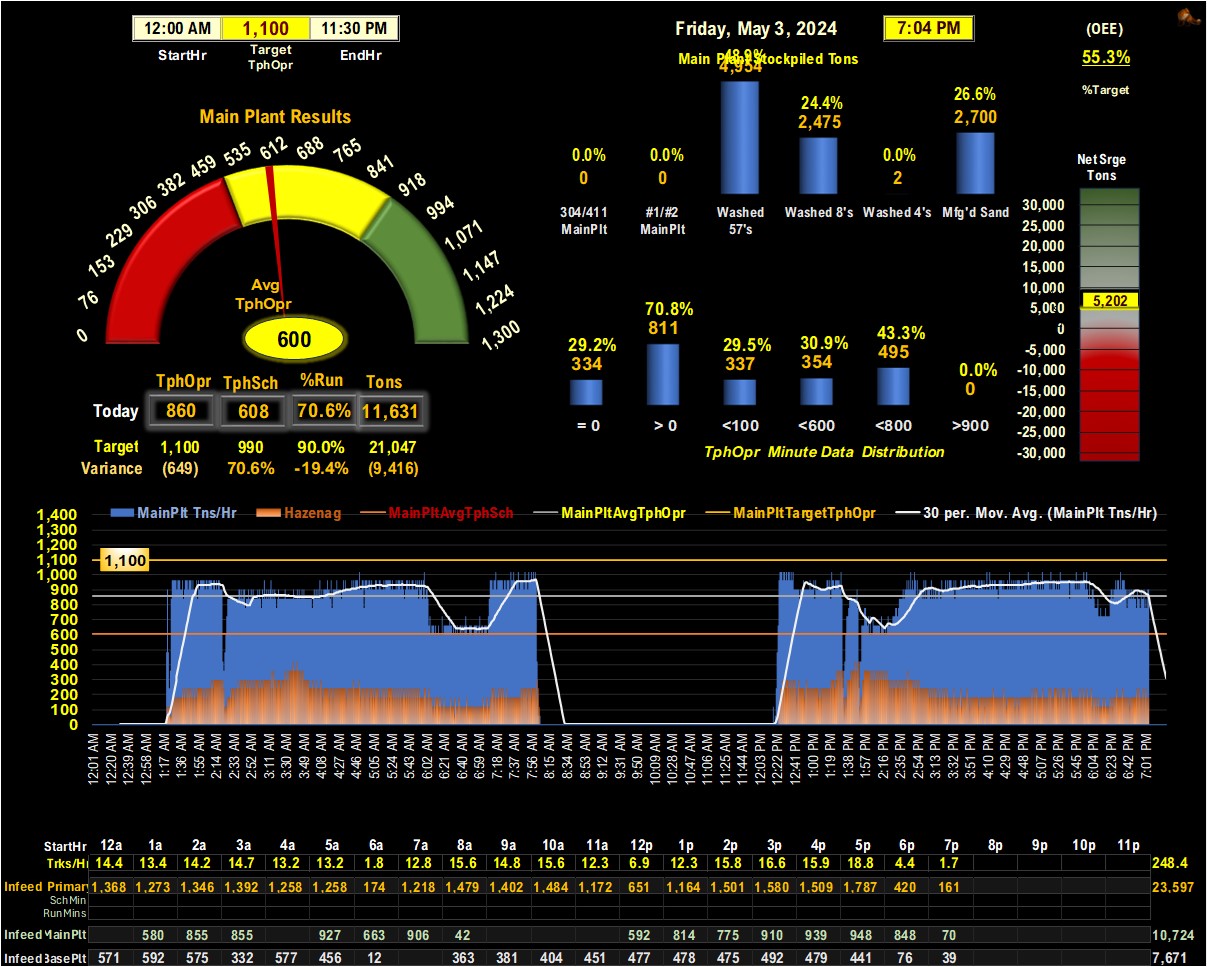 12:00 AM 1,100 11:30 PM
StartHr Target TphOpr EndHr
Friday, May 3, 2024 7:04 PM
(OEE)
55.3%
%Target
Main Plant Stockpiled Tons
48.9% 24.4% 26.6%
4,954 2,475 2,700
0.0% 0.0% 0.0%
0 0 2
304/411 MainPlt #1/#2 MainPlt Washed 57's Washed 8's Washed 4's Mfg'd Sand
Main Plant Results
0 76 153 229 306 382 459 535 612 688 765 841 918 994 1,071 1,147 1,224 1,300
Avg
TphOpr
600
Net Srge
Tons
30,000
25,000
20,000
15,000
10,000
5,000
5,202
0
-5,000
-10,000
-15,000
-20,000
-25,000
-30,000
29.2% 70.8% 29.5% 30.9% 43.3% 0.0%
334 811 337 354 495 0
= 0 > 0 <100 <600 <800 >900
TphOpr Minute Data Distribution
TphOpr TphSch %Run Tons
Today 860 608 70.6% 11,631
Target 1,100 990 90.0% 21,047
Variance (649) 70.6% -19.4% (9,416)
MainPlt Tns/Hr Hazenag MainPltAvgTphSch MainPltAvgTphOpr MainPltTargetTphOpr 30 per. Mov. Avg. (MainPlt Tns/Hr)
1,400
1,300
1,200
1,100
1,100
1,000
900
800
700
600
500
400
300
200
100
0
12:01 AM 12:20 AM 12:39 AM 12:58 AM 1:17 AM 1:36 AM 1:55 AM 2:14 AM 2:33 AM 2:52 AM 3:11 AM 3:30 AM 3:49 AM 4:08 AM 4:27 AM 4:46 AM 5:05 AM 5:24 AM 5:43 AM 6:02 AM 6:21 AM 6:40 AM 6:59 AM 7:18 AM 7:37 AM 7:56 AM 8:15 AM 8:34 AM 8:53 AM 9:12 AM 9:31 AM 9:50 AM 10:09 AM 10:28 AM 10:47 AM 11:06 AM 11:25 AM 11:44 AM 12:03 PM 12:22 PM 12:41 PM 1:00 PM 1:19 PM 1:38 PM 1:57 PM 2:16 PM 2:35 PM 2:54 PM 3:13 PM 3:32 PM 3:51 PM 4:10 PM 4:29 PM 4:48 PM 5:07 PM 5:26 PM 5:45 PM 6:04 PM 6:23 PM 6:42 PM 7:01 PM
StartHr 12a 1a 2a 3a 4a 5a 6a 7a 8a 9a 10a 11a 12p 1p 2p 3p 4p 5p 6p 7p 8p 9p 10p 11p
Trks/Hr 14.4 13.4 14.2 14.7 13.2 13.2 1.8 12.8 15.6 14.8 15.6 12.3 6.9 12.3 15.8 16.6 15.9 18.8 4.4 1.7 248.4
Infeed Primary 1,368 1,273 1,346 1,392 1,258 1,258 174 1,218 1,479 1,402 1,484 1,172 651 1,164 1,501 1,580 1,509 1,787 420 161 23,597
Sch Min
Run Mins
Infeed MainPlt 580 855 855 927 663 906 42 592 814 775 910 939 948 848 70 10,724
Infeed BasePlt 571 592 575 332 577 456 12 363 381 404 451 477 478 475 492 479 441 76 39 7,671